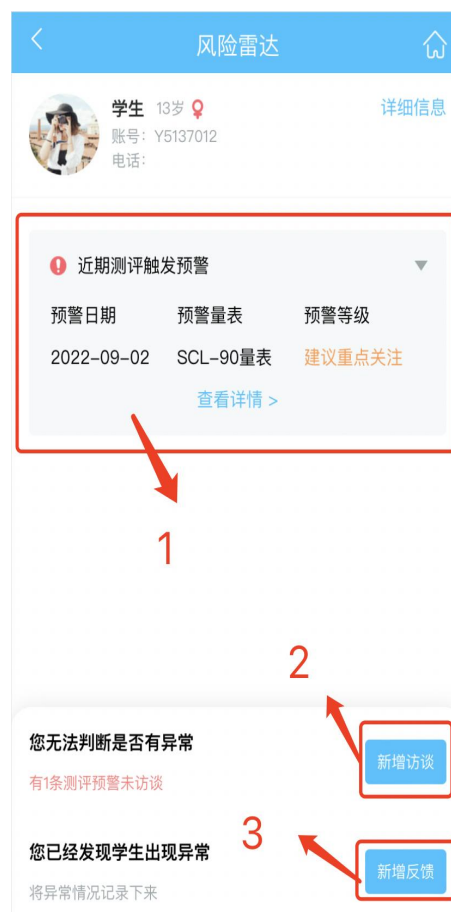 风险雷达
学生 13岁
详细信息
账号：Y5137012
电话：
近期测评触发预警
预警日期 预警量表 预警等级
2022-09-02 SCL-90量表 建议重点关注
查看详情 >
1
2
您无法判断是否有异常
新增访谈
有1条测评预警未访谈
3
您已经发现学生出现异常
新增反馈
将异常情况记录下来